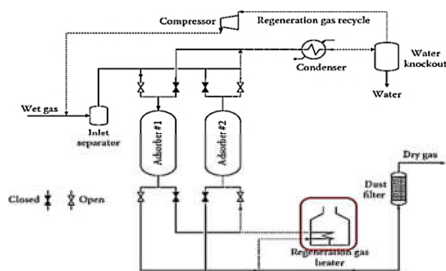 Compressor
Regeneration gas recycle
Condenser
Water
knockout
Water
Wet gas
Inlet
separator
Adsorber #1
Adsorber #2
Dry gas
Dust
filter
Closed
Open
Regeneration gas
heater